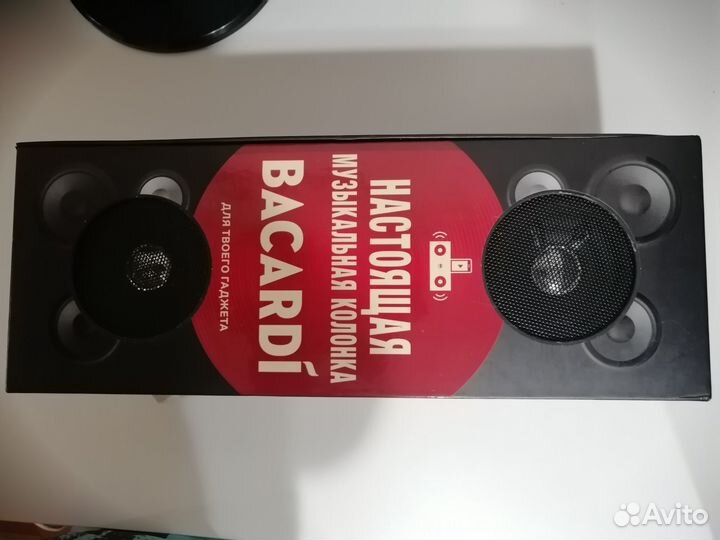 НАСТОЯЩАЯ
МУЗЫКАЛЬНАЯ КОЛОНКА
BACARDÍ
ДЛЯ ТВОЕГО ГАДЖЕТА
Avito